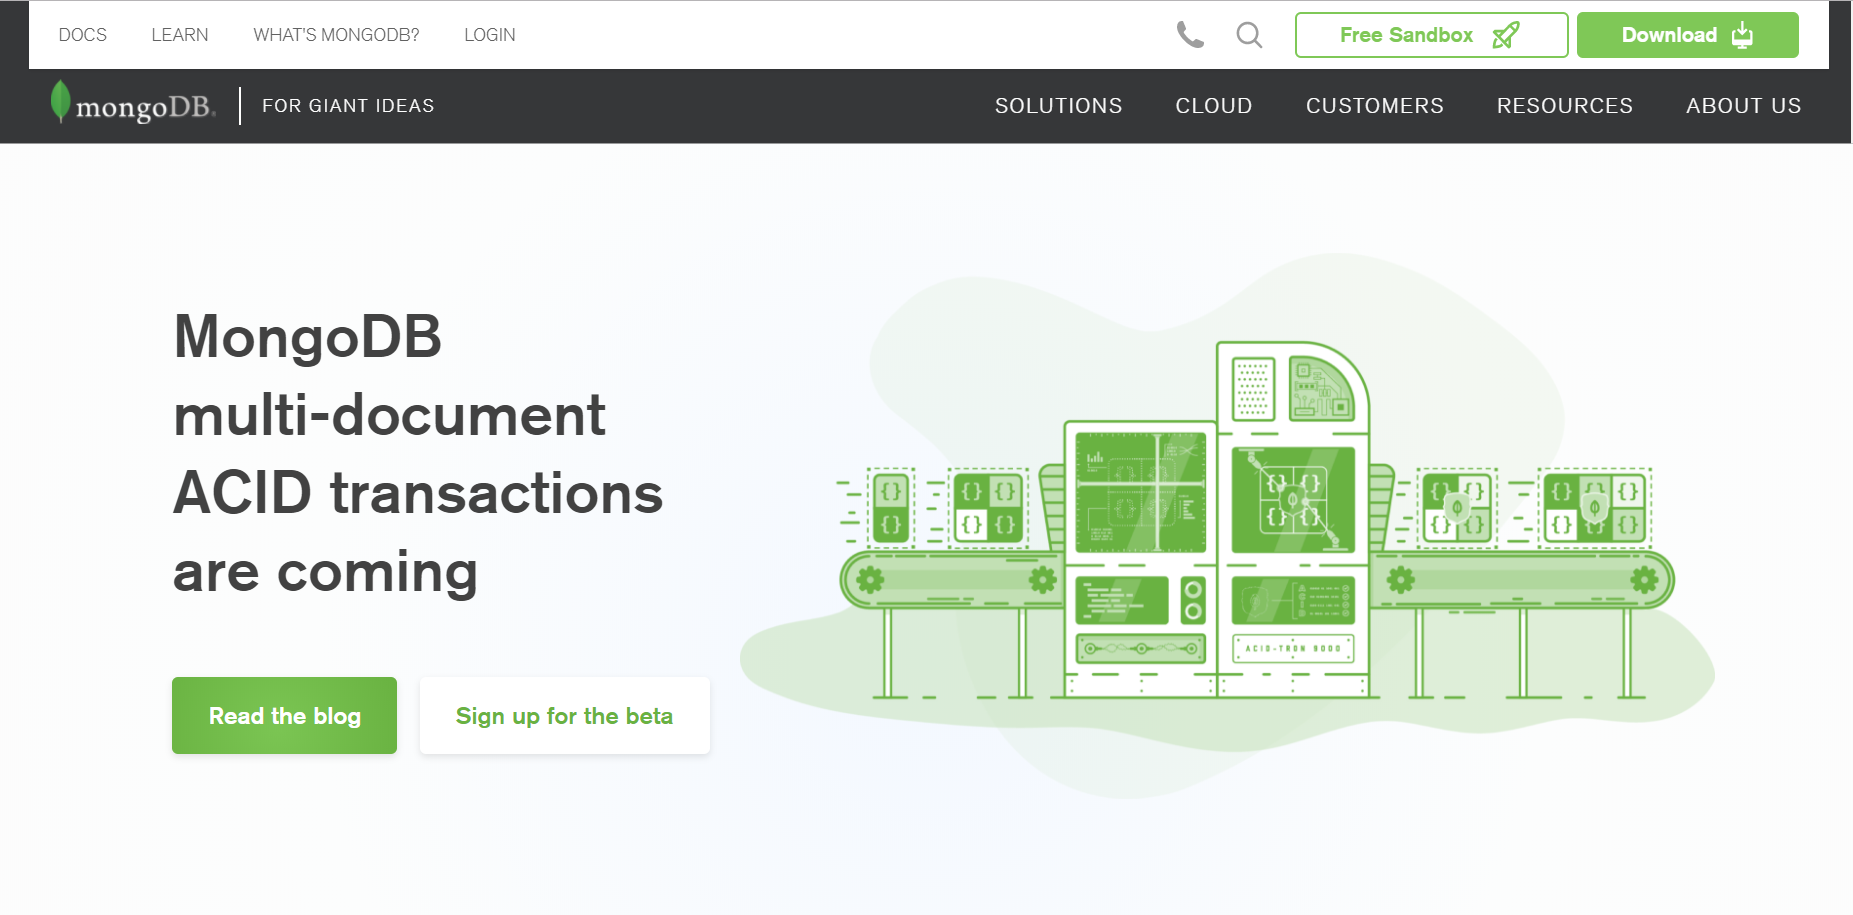 DOCS LEARN WHAT'S MONGODB? LOGIN Free Sandbox Download
mongoDB. FOR GIANT IDEAS SOLUTIONS CLOUD CUSTOMERS RESOURCES ABOUT US
MongoDB
multi-document
ACID transactions
are coming
Read the blog Sign up for the beta
{} {} {} {} {} {} {} {}
{} {} {} {} {} {} {} {}
ACID-TRON 9000